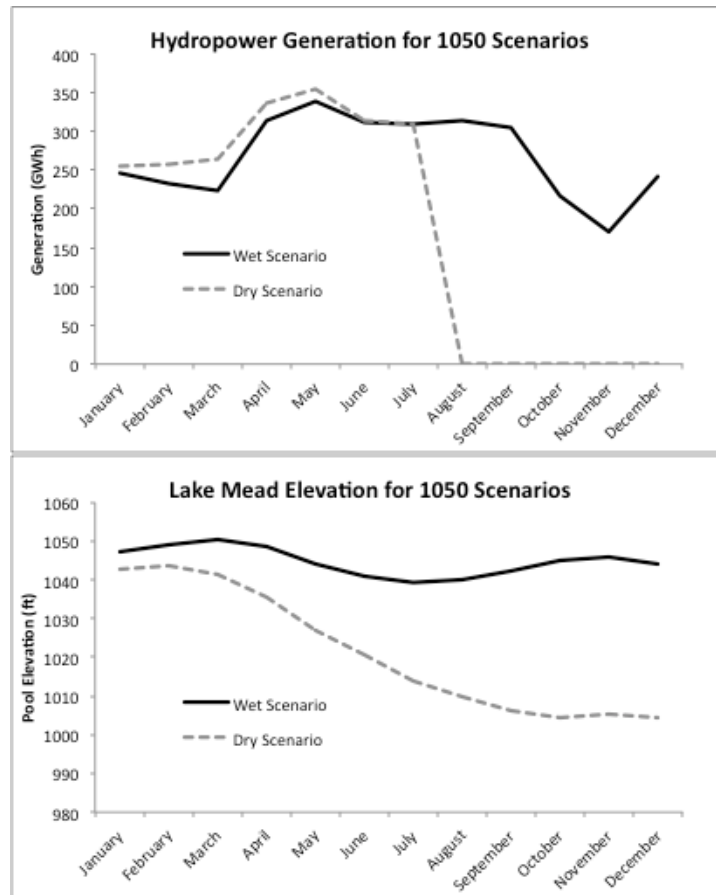 Hydropower Generation for 1050 Scenarios
400
350
300
250
200
150
100
50
0
Generation (GWh)
Wet Scenario
Dry Scenario
January
February
March
April
May
June
July
August
September
October
November
December
Lake Mead Elevation for 1050 Scenarios
1060
1050
1040
1030
1020
1010
1000
990
980
Pool Elevation (ft)
Wet Scenario
Dry Scenario
January
February
March
April
May
June
July
August
September
October
November
December